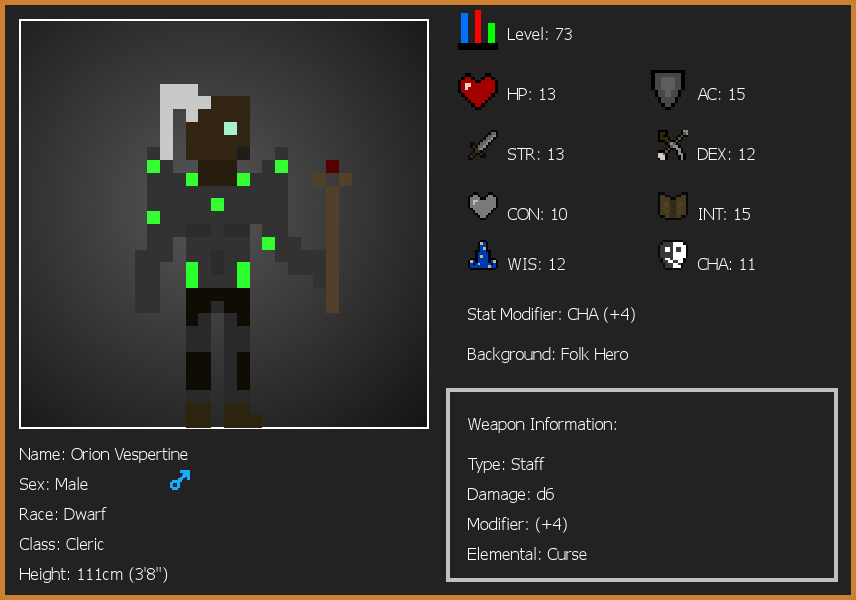 Level: 73
HP: 13
AC: 15
STR: 13
DEX: 12
CON: 10
INT: 15
WIS: 12
CHA: 11
Stat Modifier: CHA (+4)
Background: Folk Hero
Weapon Information:
Type: Staff
Damage: d6
Modifier: (+4)
Elemental: Curse
Name: Orion Vespertine
Sex: Male
Race: Dwarf
Class: Cleric
Height: 111cm (3'8")